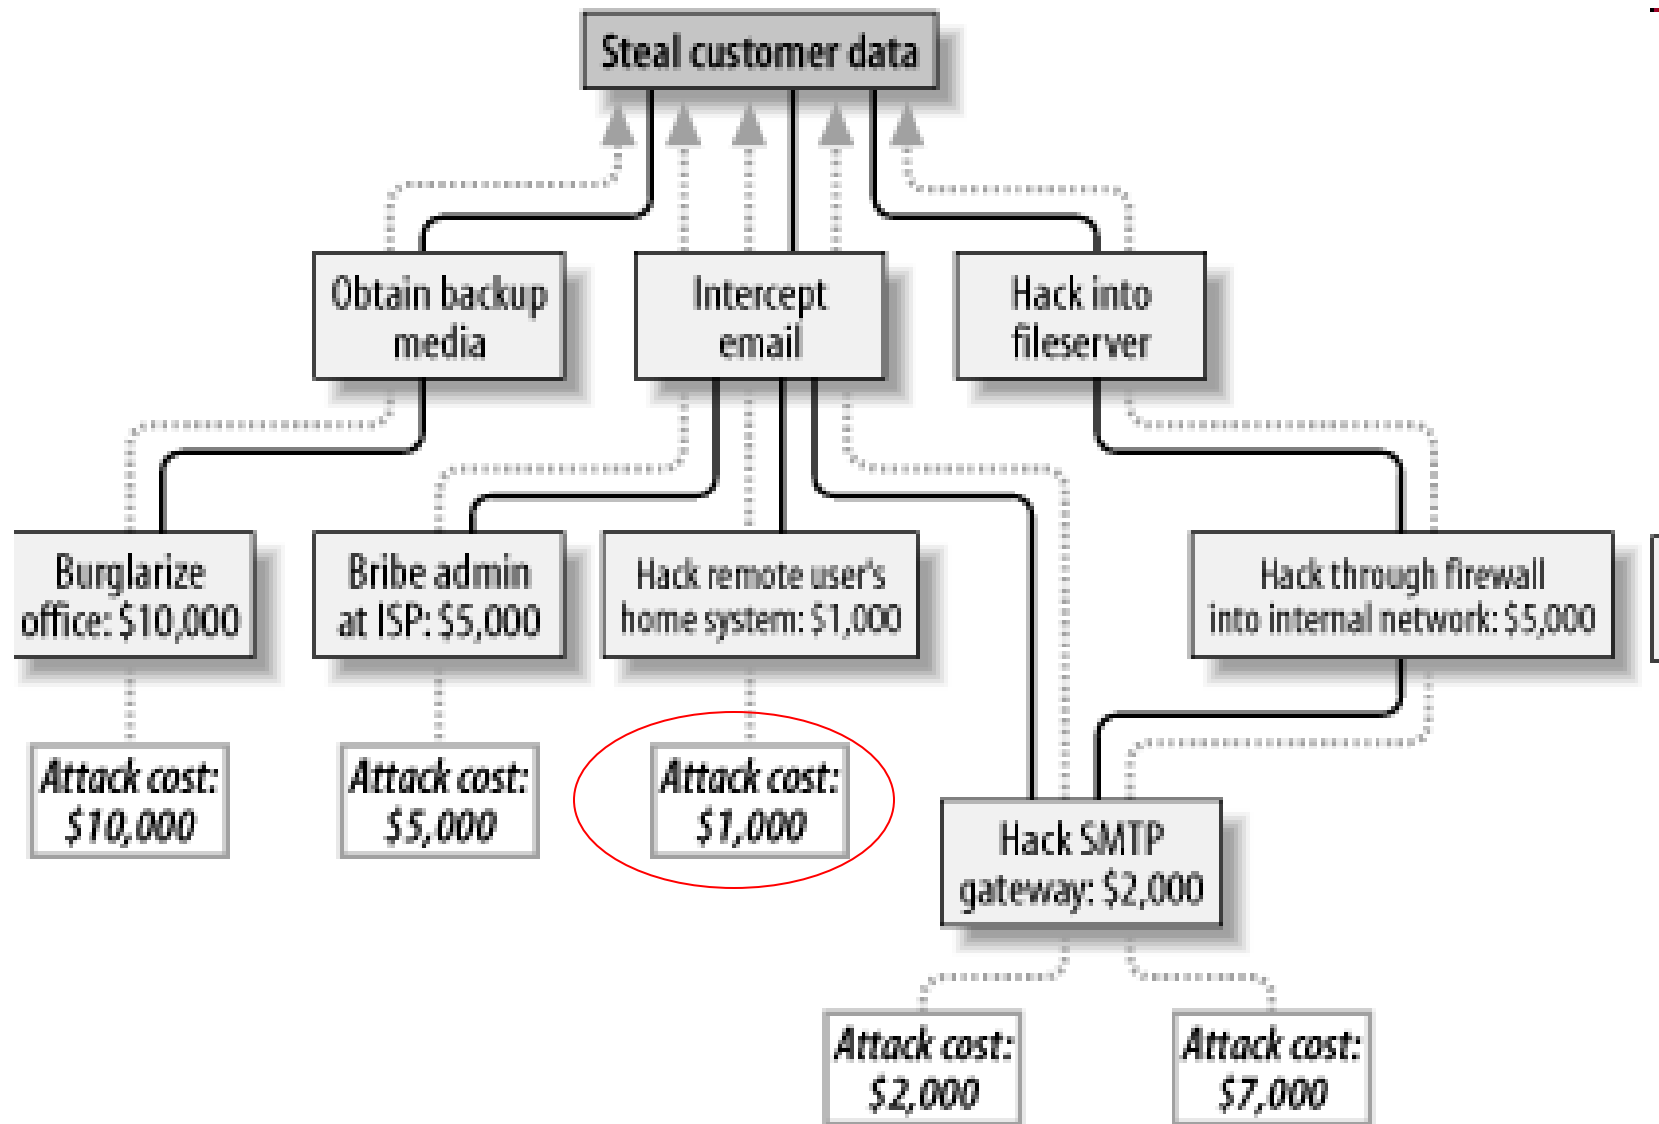 Steal customer data
Obtain backup
media
Intercept
email
Hack into
fileserver
Burglarize
office: $10,000
Bribe admin
at ISP: $5,000
Hack remote user's
home system: $1,000
Hack through firewall
into internal network: $5,000
Attack cost:
$10,000
Attack cost:
$5,000
Attack cost:
$1,000
Hack SMTP
gateway: $2,000
Attack cost:
$2,000
Attack cost:
$7,000